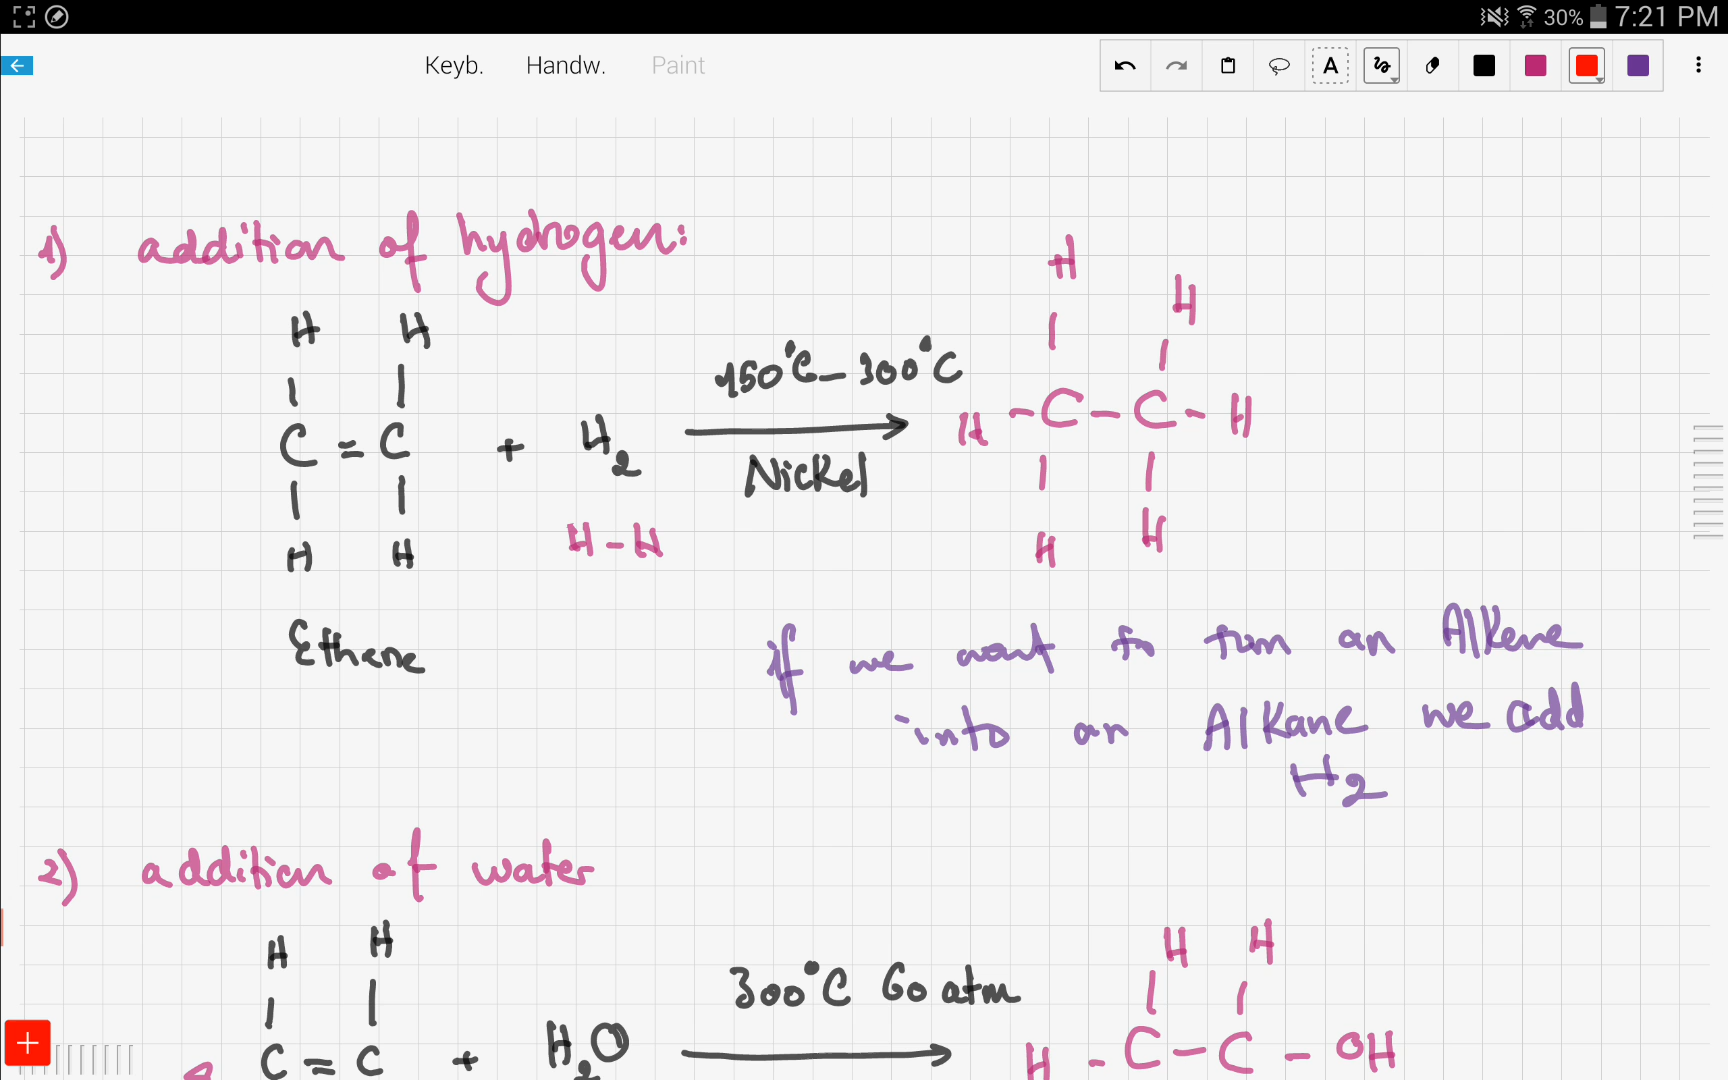 30% 7:21 PM
Keyb. Handw. Paint A
1) addition of hydrogen:
H H
C = C + H2
H H
H-H
150°C - 300°C
Nickel
H
H
H - C - C - H
H H
Ethene
if we want to turn an Alkene
into an Alkane we add
H2
2) addition of water
H H
C = C + H2O
300°C 60 atm
H H
H - C - C - OH